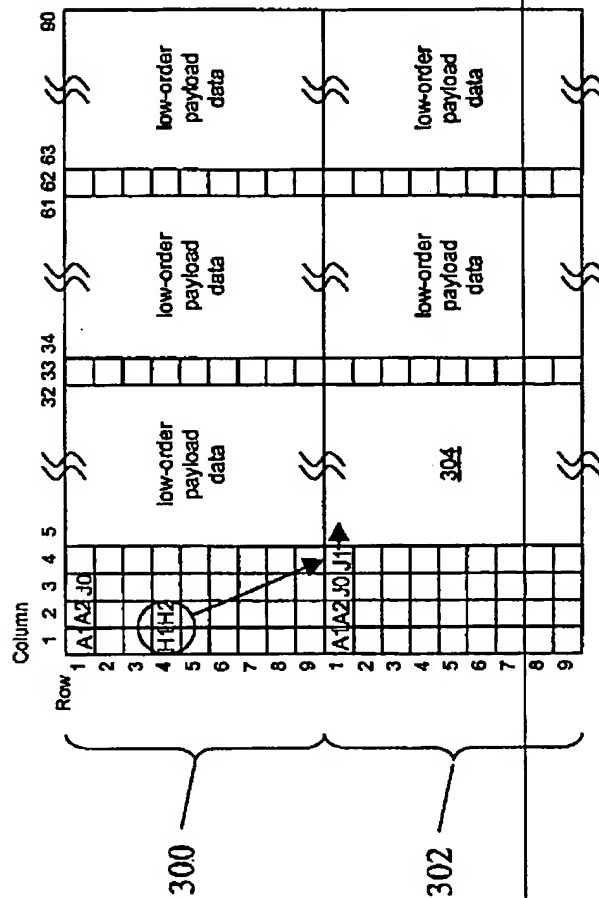 Column
Row 1 2 3 4 5 32 33 34 61 62 63 90
1 A1 A2 J0
2
3
4 H1 H2
5
6
7
8
9
low-order payload data
low-order payload data
low-order payload data
300
1 A1 A2 J0 J1
2
3
4
5
6
7
8
9
304
low-order payload data
low-order payload data
302